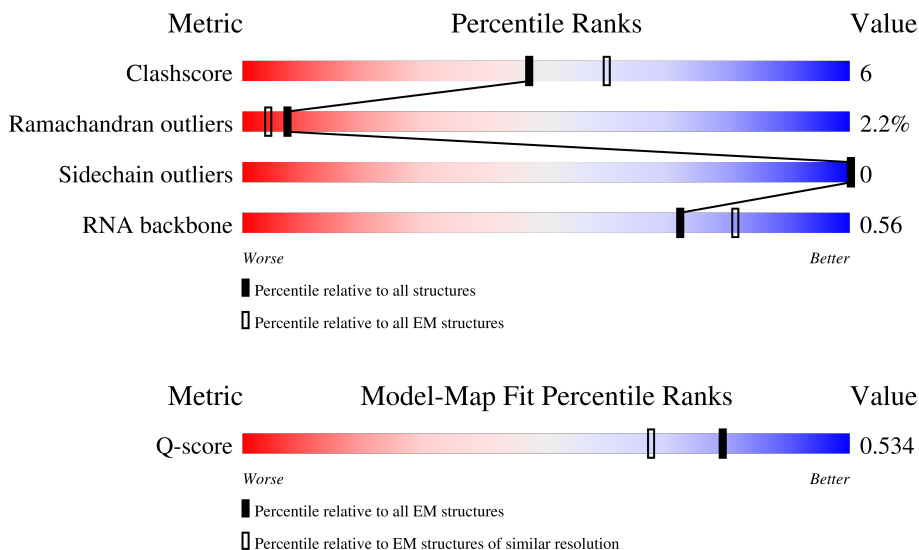 Metric Percentile Ranks Value
Clashscore 6
Ramachandran outliers 2.2%
Sidechain outliers 0
RNA backbone 0.56
Worse Better
Percentile relative to all structures
Percentile relative to all EM structures
Metric Model-Map Fit Percentile Ranks Value
Q-score 0.534
Worse Better
Percentile relative to all EM structures
Percentile relative to EM structures of similar resolution